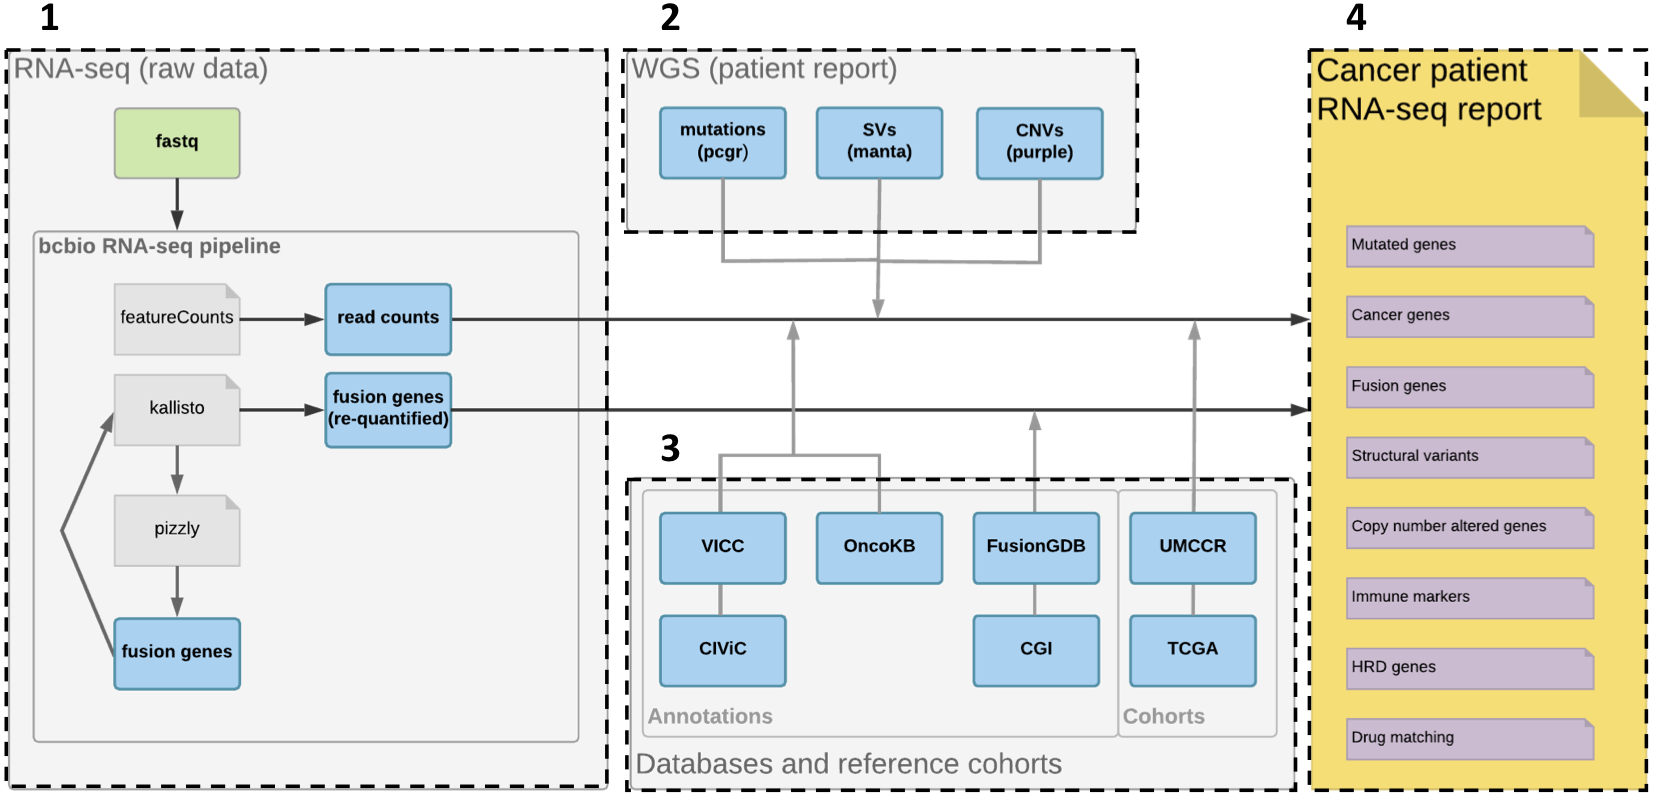 1
RNA-seq (raw data)
fastq
bcbio RNA-seq pipeline
featureCounts
read counts
kallisto
fusion genes
(re-quantified)
pizzly
fusion genes
2
WGS (patient report)
mutations
(pcgr)
SVs
(manta)
CNVs
(purple)
3
VICC
OncoKB
FusionGDB
UMCCR
CIViC
CGI
TCGA
Annotations
Cohorts
Databases and reference cohorts
4
Cancer patient
RNA-seq report
Mutated genes
Cancer genes
Fusion genes
Structural variants
Copy number altered genes
Immune markers
HRD genes
Drug matching